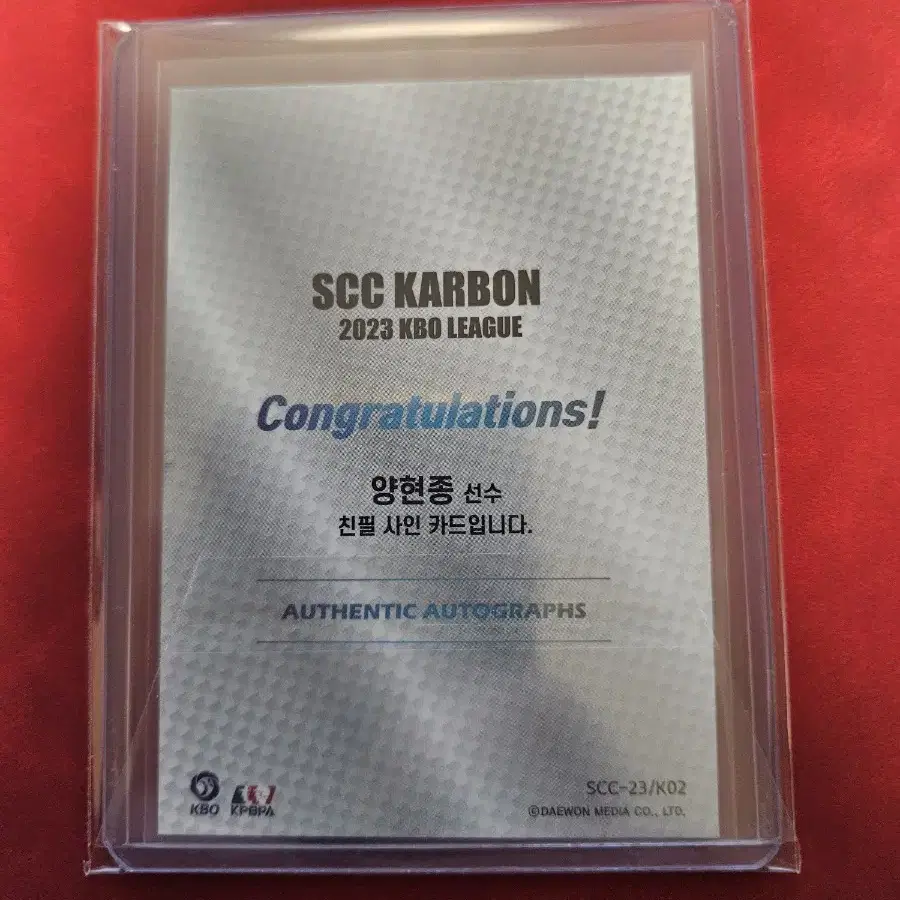 SCC KARBON
2023 KBO LEAGUE
Congratulations!
양현종 선수
친필 사인 카드입니다.
AUTHENTIC AUTOGRAPHS
KBO
KPBPA
SCC-23/K02
©DAEWON MEDIA CO., LTD.